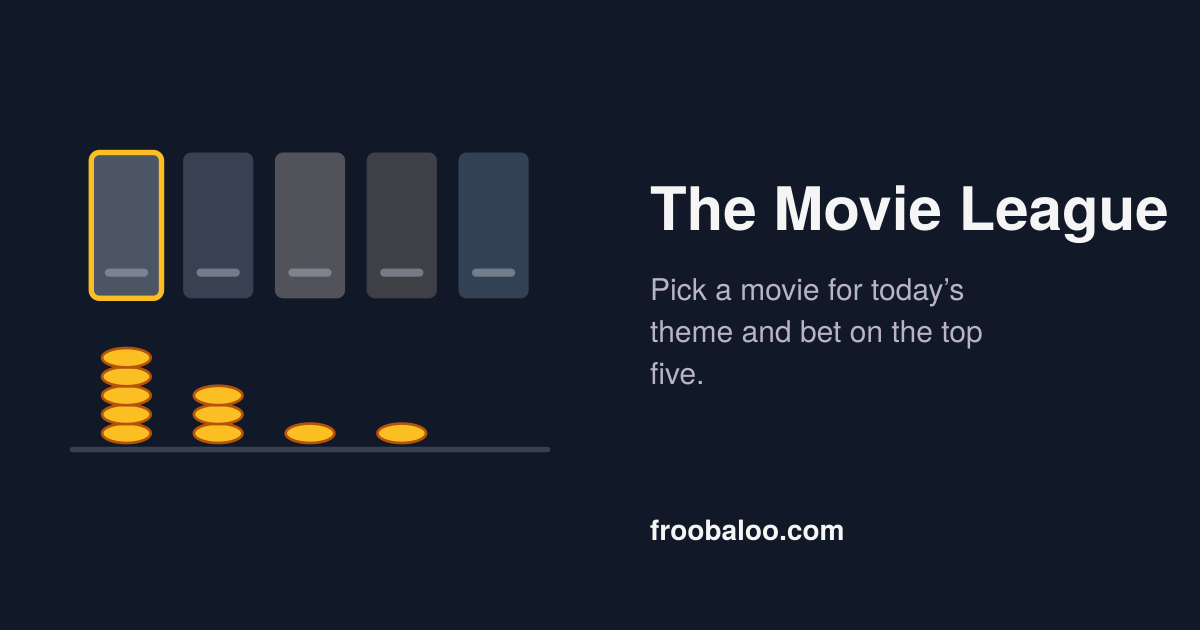 The Movie League
Pick a movie for today’s
theme and bet on the top
five.
froobaloo.com